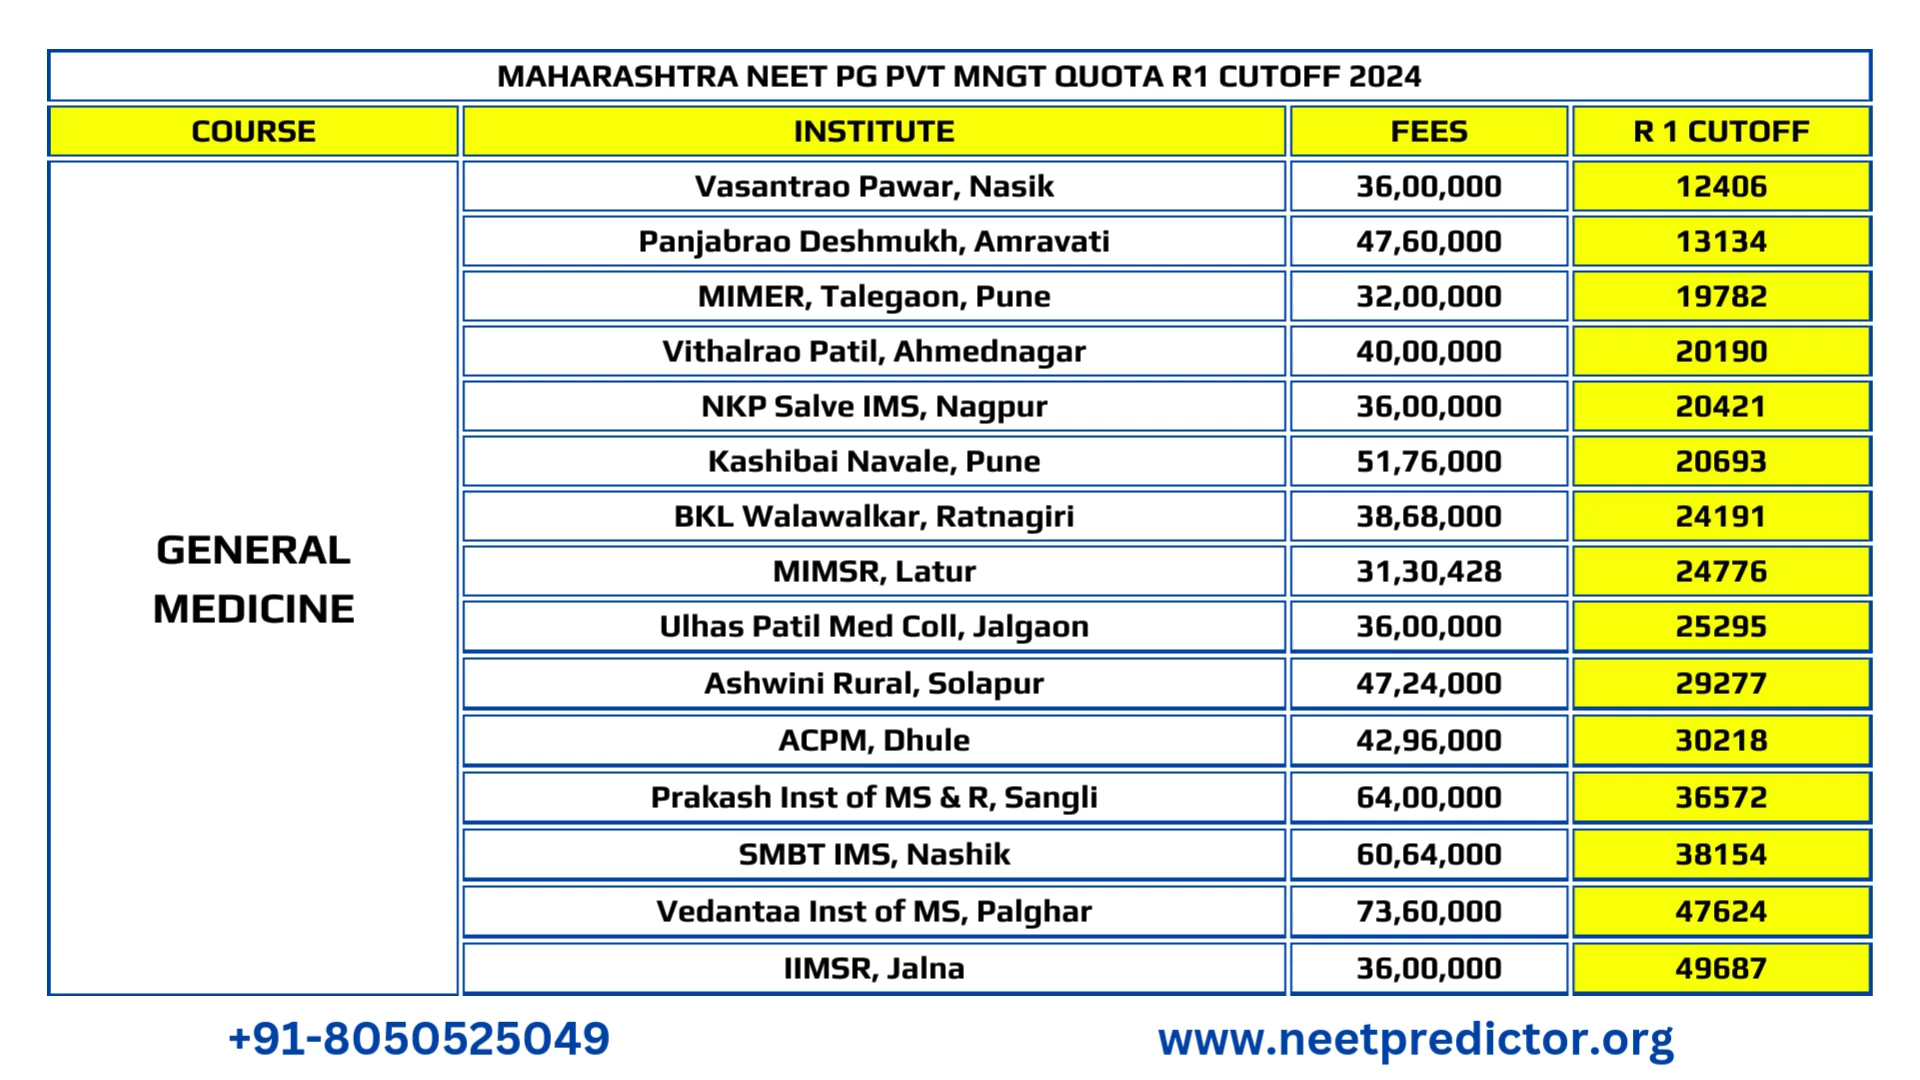 MAHARASHTRA NEET PG PVT MNGT QUOTA R1 CUTOFF 2024
COURSE INSTITUTE FEES R 1 CUTOFF
GENERAL
MEDICINE
Vasantrao Pawar, Nasik 36,00,000 12406
Panjabrao Deshmukh, Amravati 47,60,000 13134
MIMER, Talegaon, Pune 32,00,000 19782
Vithalrao Patil, Ahmednagar 40,00,000 20190
NKP Salve IMS, Nagpur 36,00,000 20421
Kashibai Navale, Pune 51,76,000 20693
BKL Walawalkar, Ratnagiri 38,68,000 24191
MIMSR, Latur 31,30,428 24776
Ulhas Patil Med Coll, Jalgaon 36,00,000 25295
Ashwini Rural, Solapur 47,24,000 29277
ACPM, Dhule 42,96,000 30218
Prakash Inst of MS & R, Sangli 64,00,000 36572
SMBT IMS, Nashik 60,64,000 38154
Vedantaa Inst of MS, Palghar 73,60,000 47624
IIMSR, Jalna 36,00,000 49687
+91-8050525049 www.neetpredictor.org